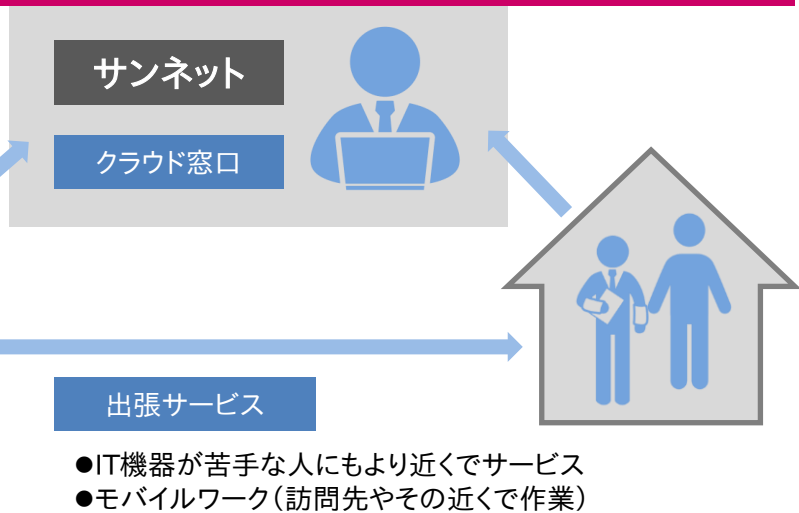 サンネット
クラウド窓口
出張サービス
●IT機器が苦手な人にもより近くでサービス
●モバイルワーク(訪問先やその近くで作業)